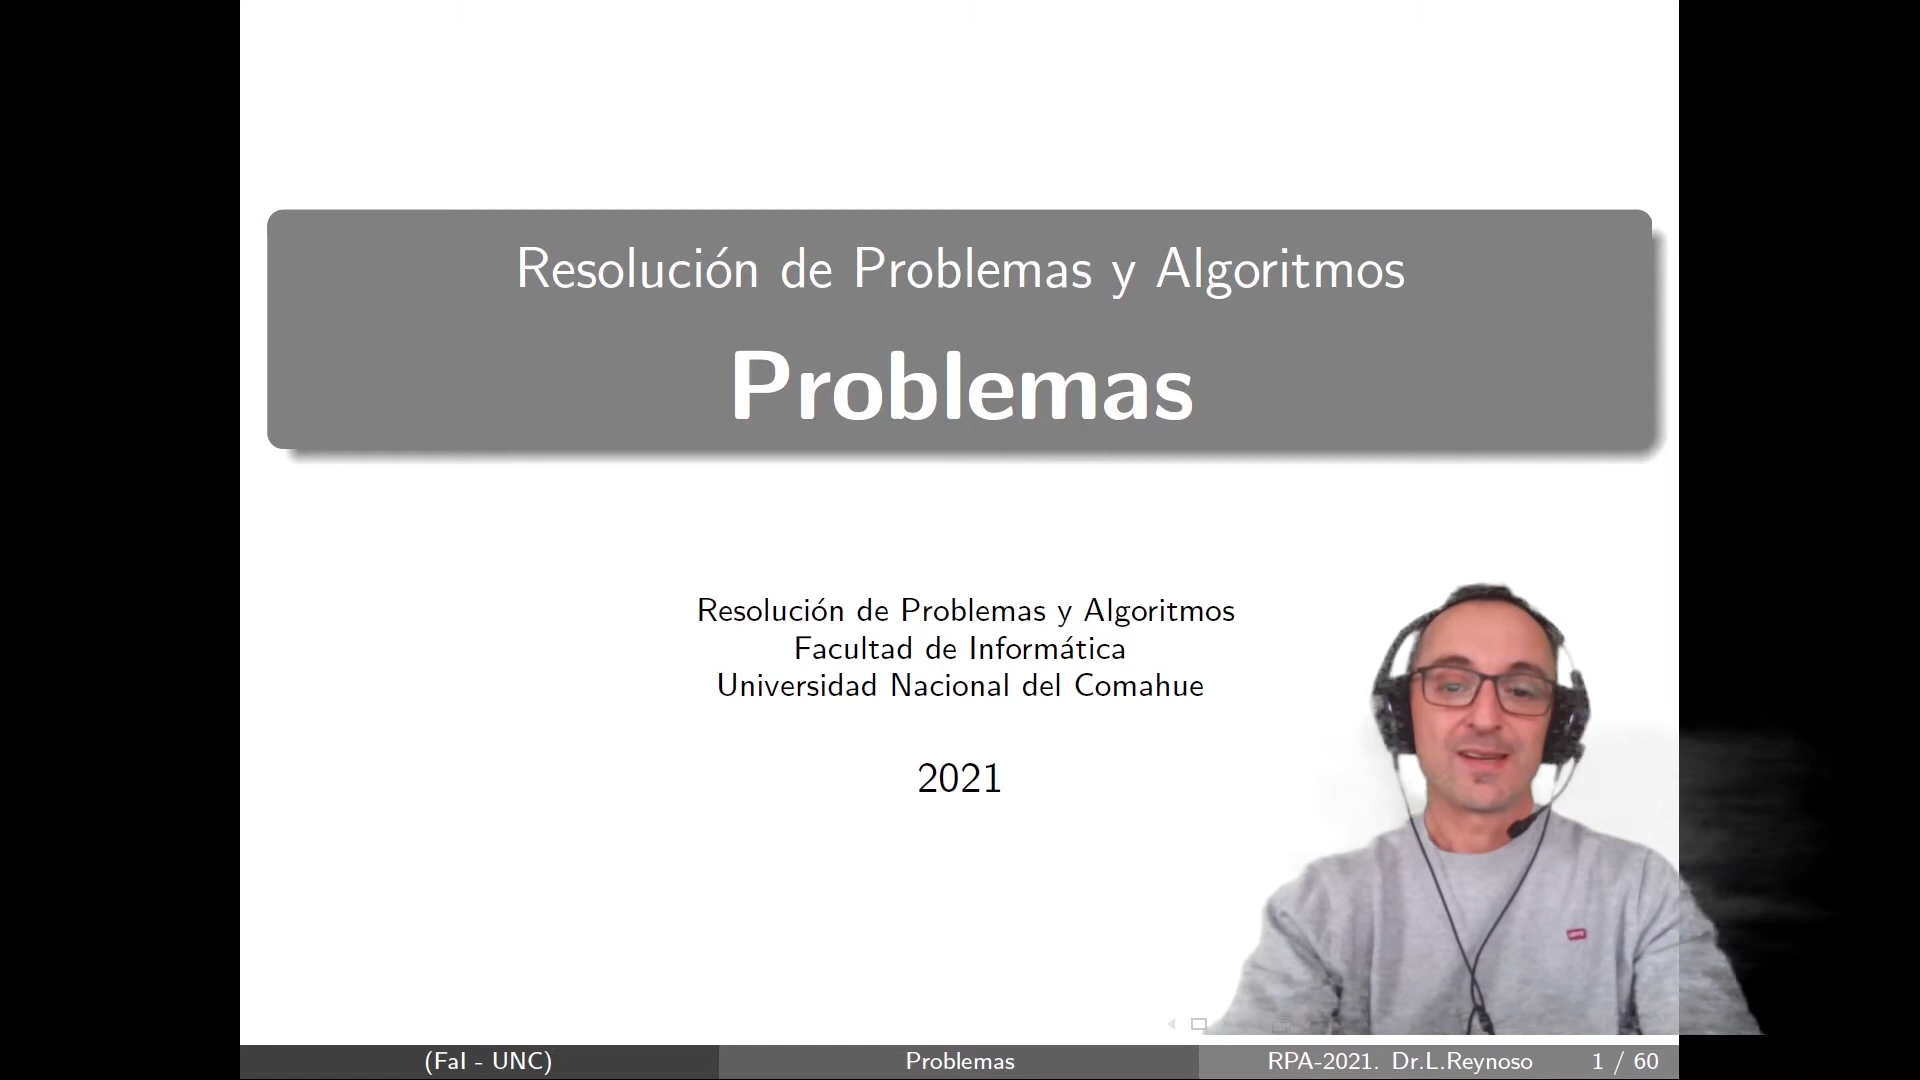 Resolución de Problemas y Algoritmos
Problemas
Resolución de Problemas y Algoritmos
Facultad de Informática
Universidad Nacional del Comahue
2021
(FaI - UNC)
Problemas
RPA-2021. Dr.L.Reynoso
1 / 60